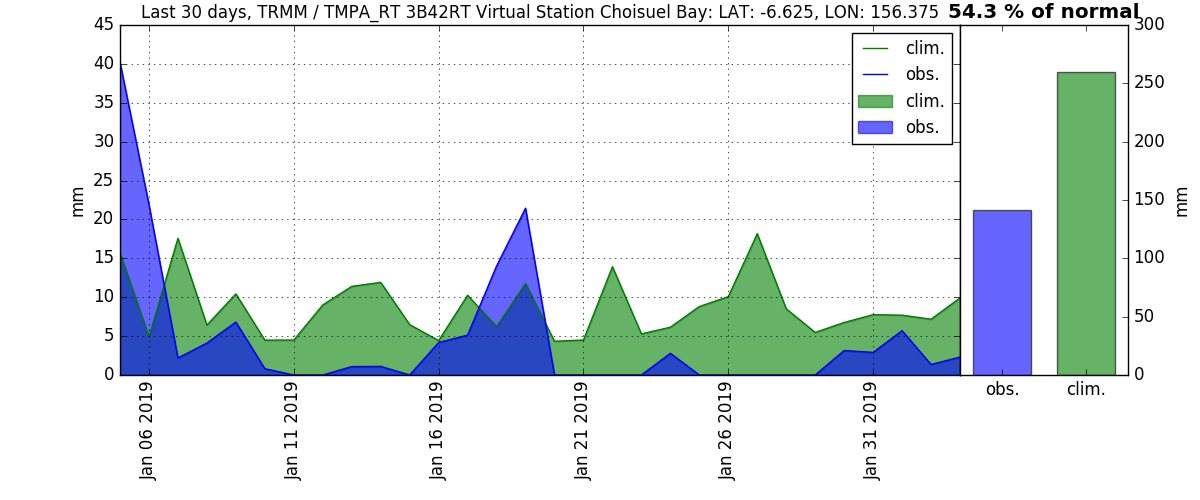 Last 30 days, TRMM / TMPA_RT 3B42RT Virtual Station Choisuel Bay: LAT: -6.625, LON: 156.375
54.3 % of normal
45
40
35
30
25
20
15
10
5
0
mm
clim.
obs.
clim.
obs.
Jan 06 2019
Jan 11 2019
Jan 16 2019
Jan 21 2019
Jan 26 2019
Jan 31 2019
300
250
200
150
100
50
0
mm
obs.
clim.